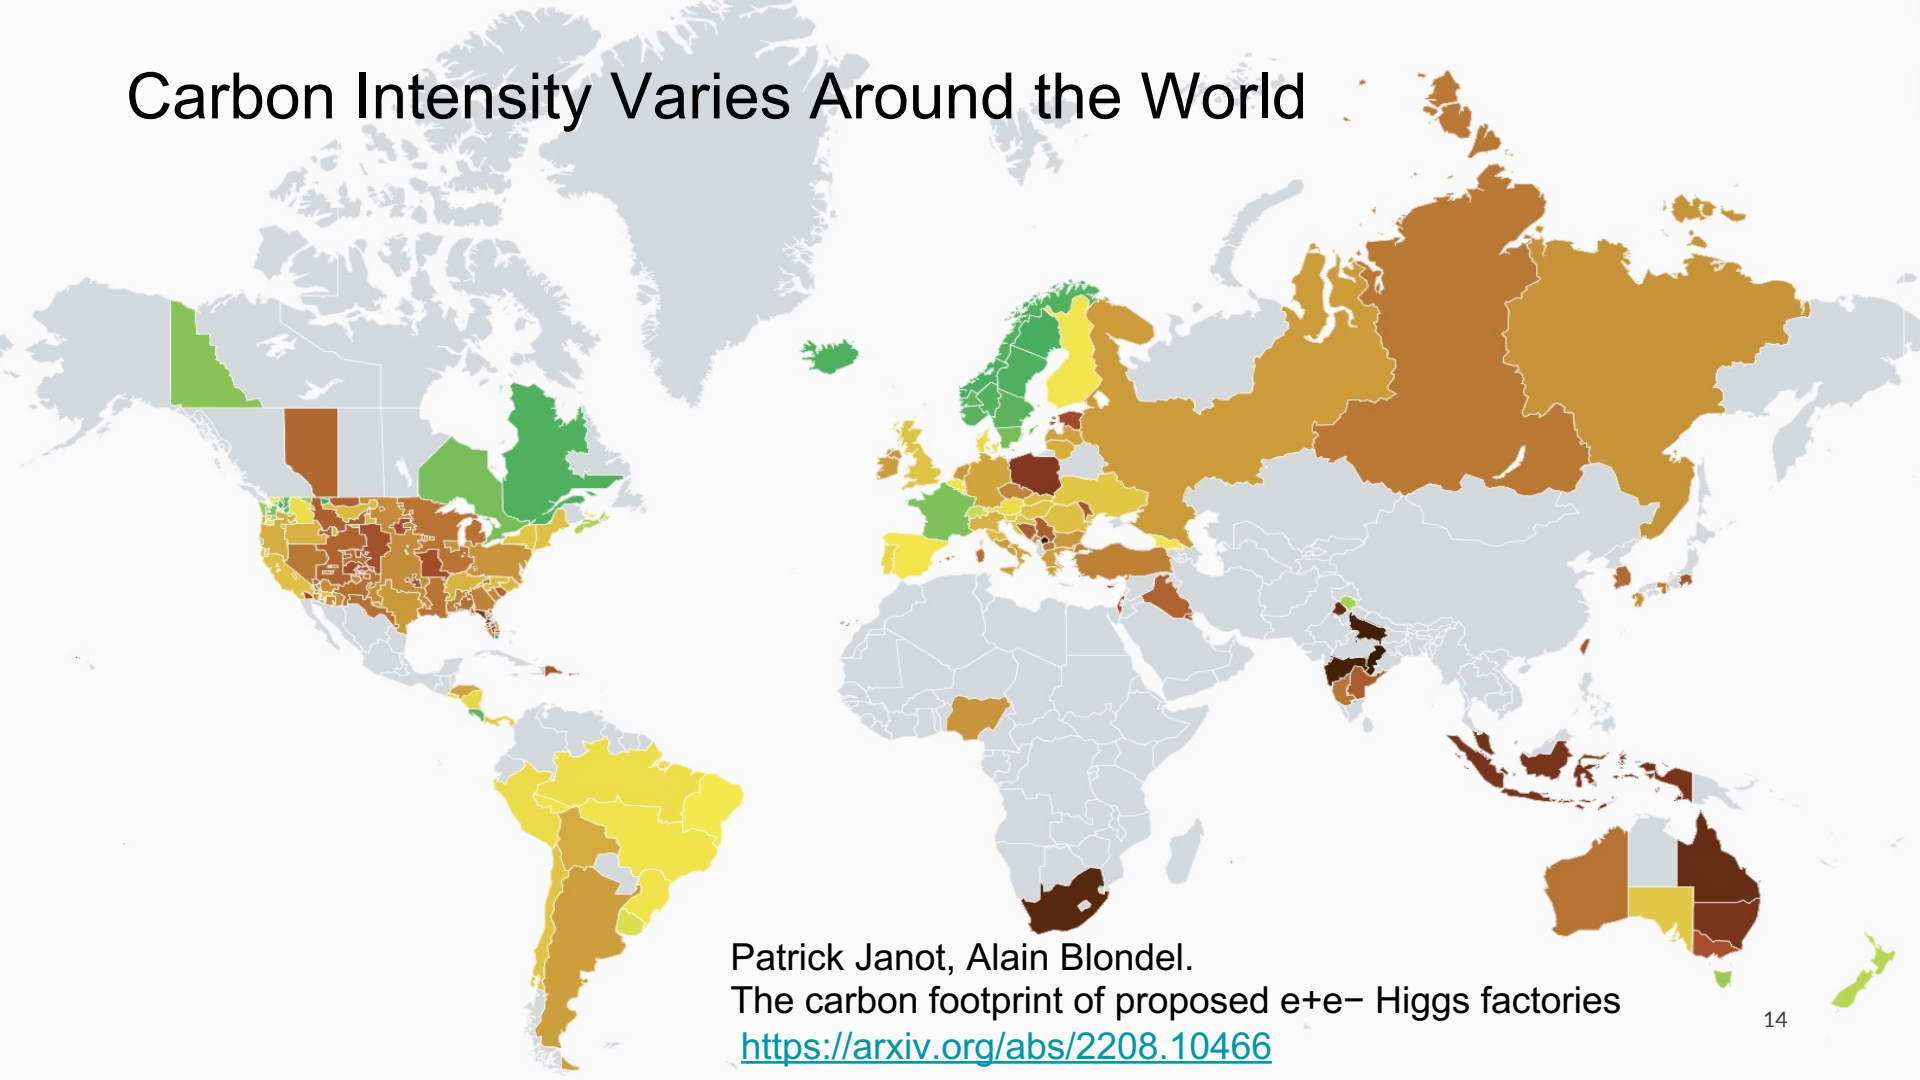 Carbon Intensity Varies Around the World
Patrick Janot, Alain Blondel.
The carbon footprint of proposed e+e− Higgs factories
https://arxiv.org/abs/2208.10466
14